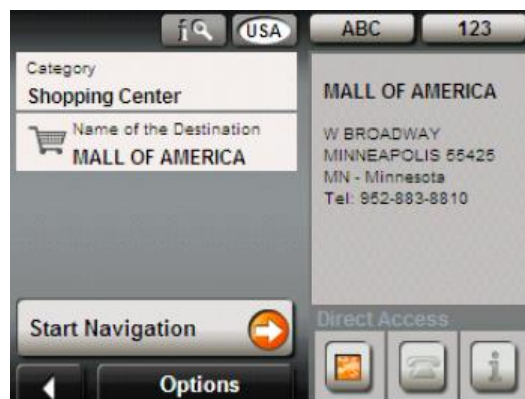 USA
ABC
123
Category
Shopping Center
Name of the Destination
MALL OF AMERICA
MALL OF AMERICA
W BROADWAY
MINNEAPOLIS 55425
MN - Minnesota
Tel: 952-883-8810
Start Navigation
Direct Access
Options
i